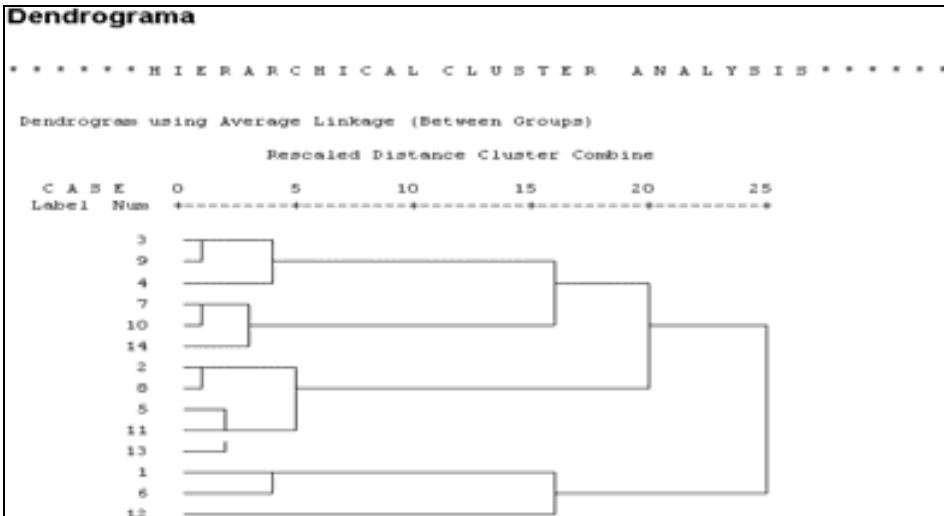 Dendrograma
* * * * * * H I E R A R C H I C A L C L U S T E R A N A L Y S I S * * * * * *
Dendrogram using Average Linkage (Between Groups)
Rescaled Distance Cluster Combine
C A S E 0 5 10 15 20 25
Label Num +---------+---------+---------+---------+---------+
3
9
4
7
10
14
2
8
5
11
13
1
6
12